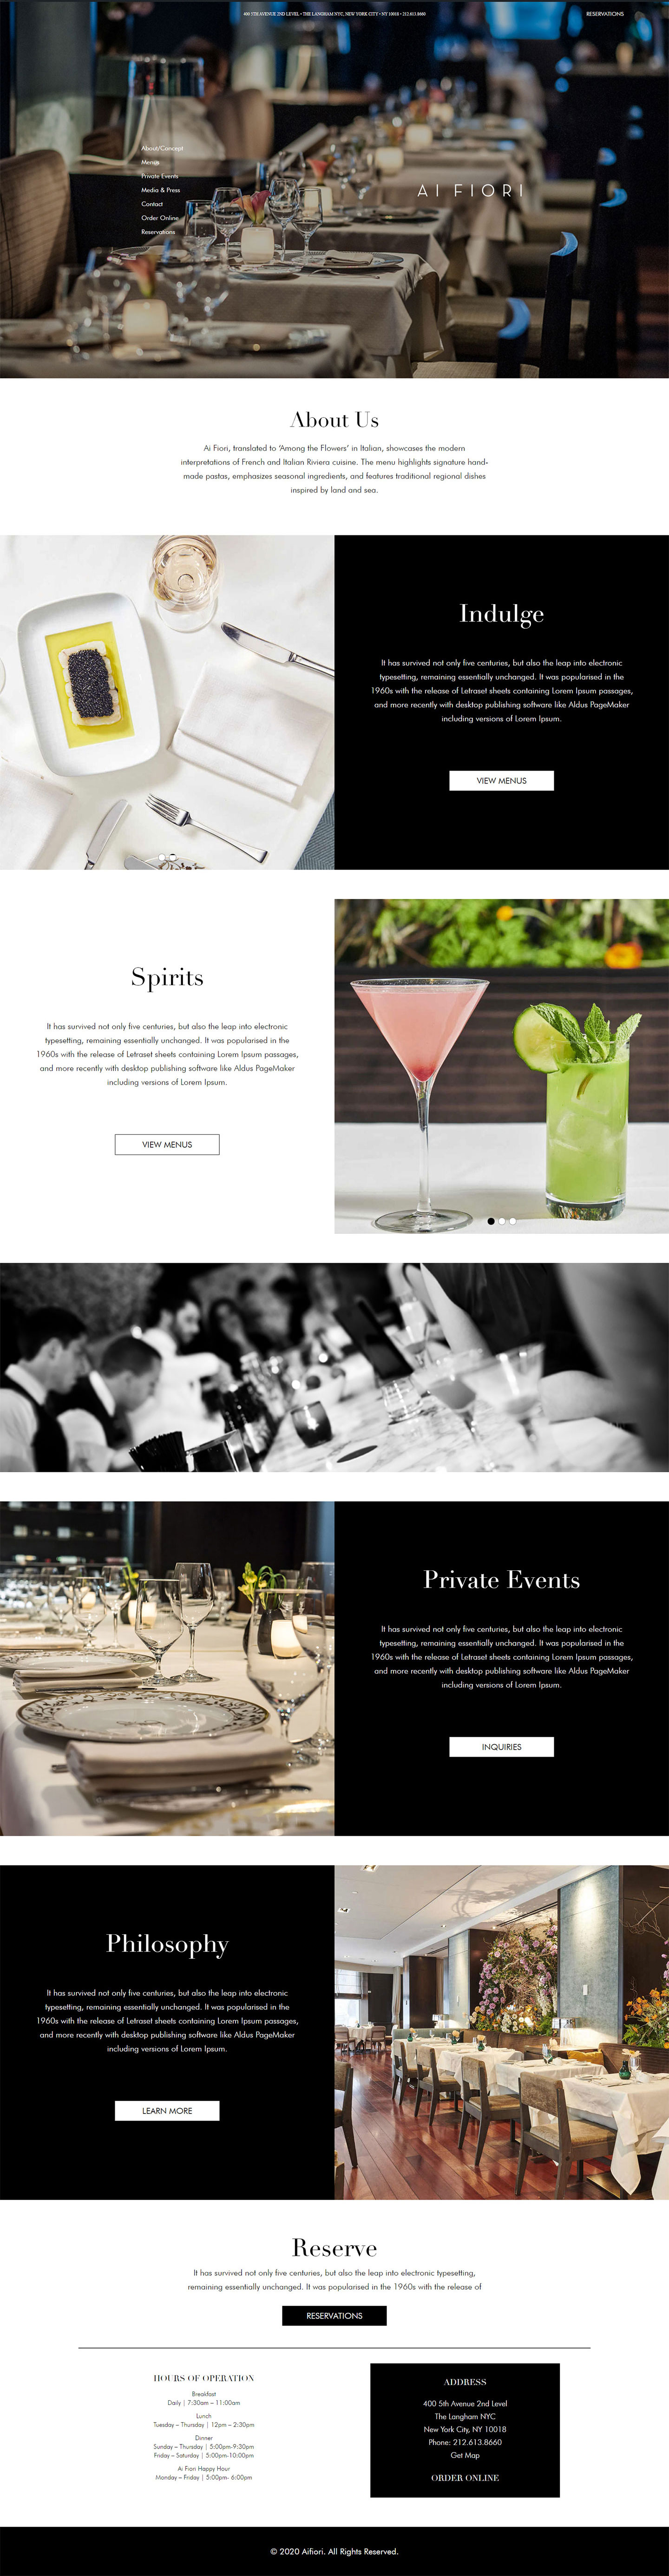 400 5TH AVENUE 2ND LEVEL • THE LANGHAM NYC, NEW YORK CITY • NY 10018 • 212.613.8660
RESERVATIONS
About/Concept
Menus
Private Events
Media & Press
Contact
Order Online
Reservations
AI FIORI
About Us
Ai Fiori, translated to ‘Among the Flowers’ in Italian, showcases the modern
interpretations of French and Italian Riviera cuisine. The menu highlights signature hand-
made pastas, emphasizes seasonal ingredients, and features traditional regional dishes
inspired by land and sea.
Indulge
It has survived not only five centuries, but also the leap into electronic
typesetting, remaining essentially unchanged. It was popularised in the
1960s with the release of Letraset sheets containing Lorem Ipsum passages,
and more recently with desktop publishing software like Aldus PageMaker
including versions of Lorem Ipsum.
VIEW MENUS
Spirits
It has survived not only five centuries, but also the leap into electronic
typesetting, remaining essentially unchanged. It was popularised in the
1960s with the release of Letraset sheets containing Lorem Ipsum passages,
and more recently with desktop publishing software like Aldus PageMaker
including versions of Lorem Ipsum.
VIEW MENUS
Private Events
It has survived not only five centuries, but also the leap into electronic
typesetting, remaining essentially unchanged. It was popularised in the
1960s with the release of Letraset sheets containing Lorem Ipsum passages,
and more recently with desktop publishing software like Aldus PageMaker
including versions of Lorem Ipsum.
INQUIRIES
Philosophy
It has survived not only five centuries, but also the leap into electronic
typesetting, remaining essentially unchanged. It was popularised in the
1960s with the release of Letraset sheets containing Lorem Ipsum passages,
and more recently with desktop publishing software like Aldus PageMaker
including versions of Lorem Ipsum.
LEARN MORE
Reserve
It has survived not only five centuries, but also the leap into electronic typesetting,
remaining essentially unchanged. It was popularised in the 1960s with the release of
RESERVATIONS
HOURS OF OPERATION
Breakfast
Daily | 7:30am – 11:00am
Lunch
Tuesday – Thursday | 12pm – 2:30pm
Dinner
Sunday – Thursday | 5:00pm-9:30pm
Friday – Saturday | 5:00pm-10:00pm
Ai Fiori Happy Hour
Monday – Friday | 5:00pm- 6:00pm
ADDRESS
400 5th Avenue 2nd Level
The Langham NYC
New York City, NY 10018
Phone: 212.613.8660
Get Map
ORDER ONLINE
© 2020 Aifiori. All Rights Reserved.